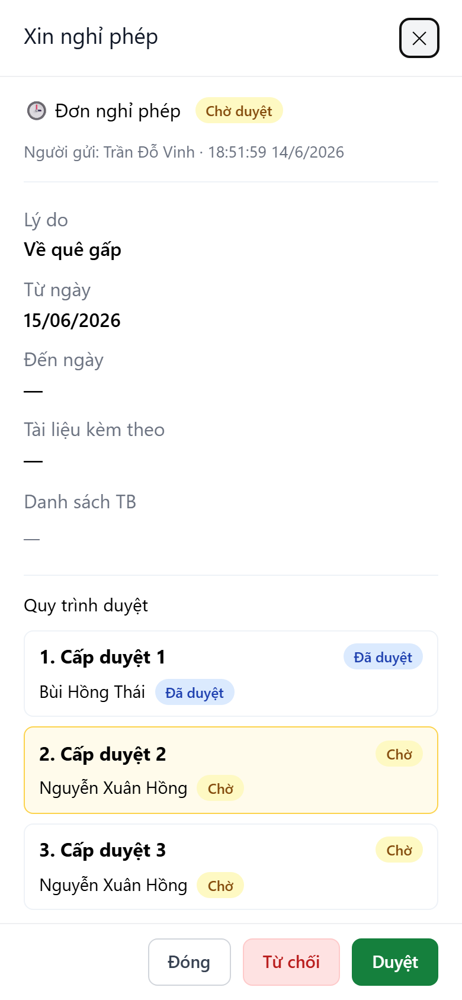 Xin nghỉ phép
Đơn nghỉ phép Chờ duyệt
Người gửi: Trần Đỗ Vinh · 18:51:59 14/6/2026
Lý do
Về quê gấp
Từ ngày
15/06/2026
Đến ngày
—
Tài liệu kèm theo
—
Danh sách TB
—
Quy trình duyệt
1. Cấp duyệt 1 Đã duyệt
Bùi Hồng Thái Đã duyệt
2. Cấp duyệt 2 Chờ
Nguyễn Xuân Hồng Chờ
3. Cấp duyệt 3 Chờ
Nguyễn Xuân Hồng Chờ
Đóng Từ chối Duyệt